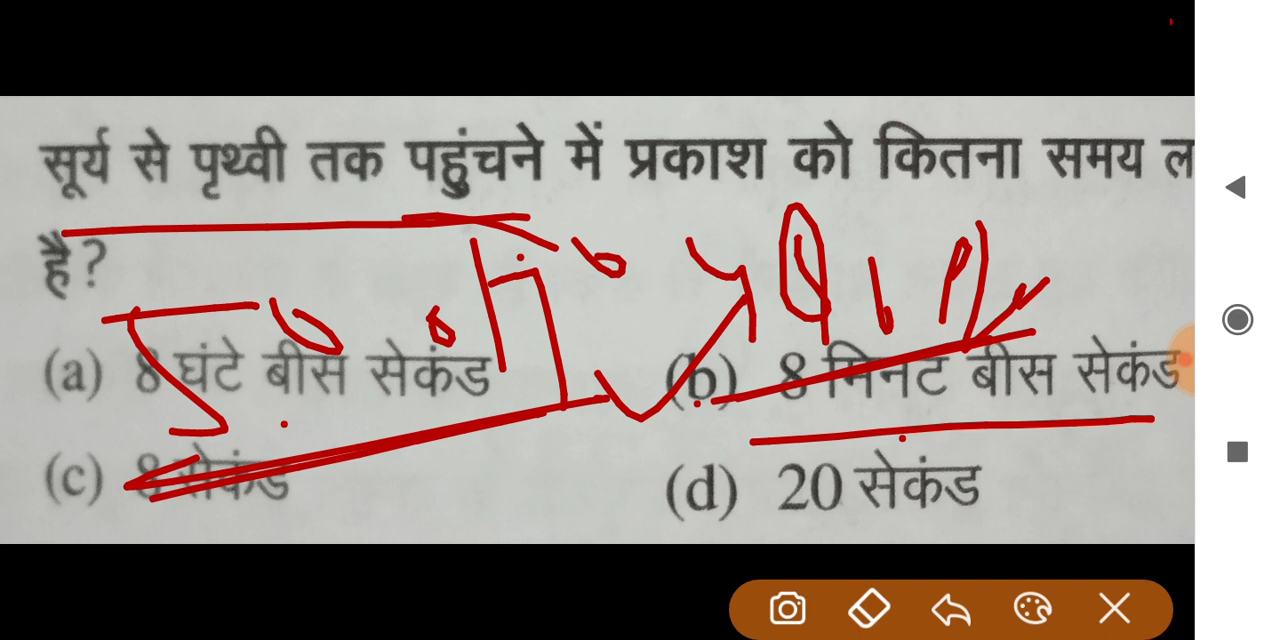 सूर्य से पृथ्वी तक पहुंचने में प्रकाश को कितना समय ल
है?
(a) 8 घंटे बीस सेकंड
(b) 8 मिनट बीस सेकंड
(c) 8 सेकंड
(d) 20 सेकंड